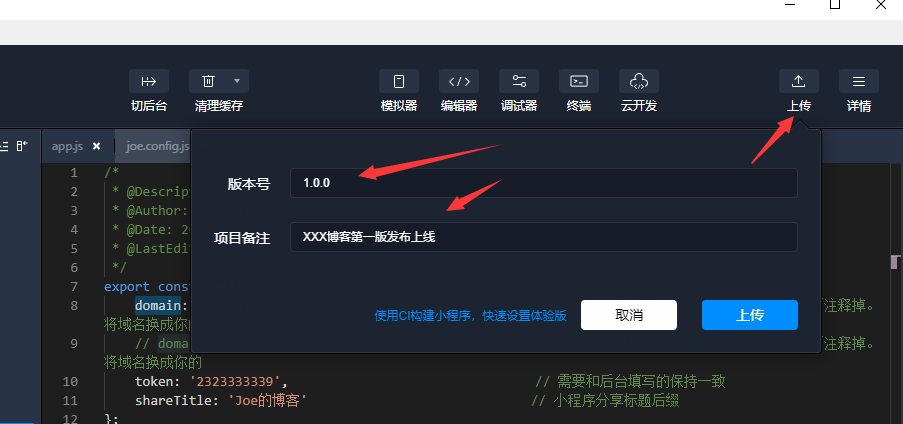 切后台 清理缓存 模拟器 编辑器 调试器 终端 云开发 上传 详情
app.js joe.config.js
版本号 1.0.0
项目备注 XXX博客第一版发布上线
使用CI构建小程序，快速设置体验版 取消 上传
1 /*
2 * @Descript
3 * @Author:
4 * @Date: 20
5 * @LastEdit
6 */
7 export const
8 domain: 注释掉。
将域名换成你的
9 // doma 注释掉。
将域名换成你的
10 token: '2323333339', // 需要和后台填写的保持一致
11 shareTitle: 'Joe的博客' // 小程序分享标题后缀
12 };